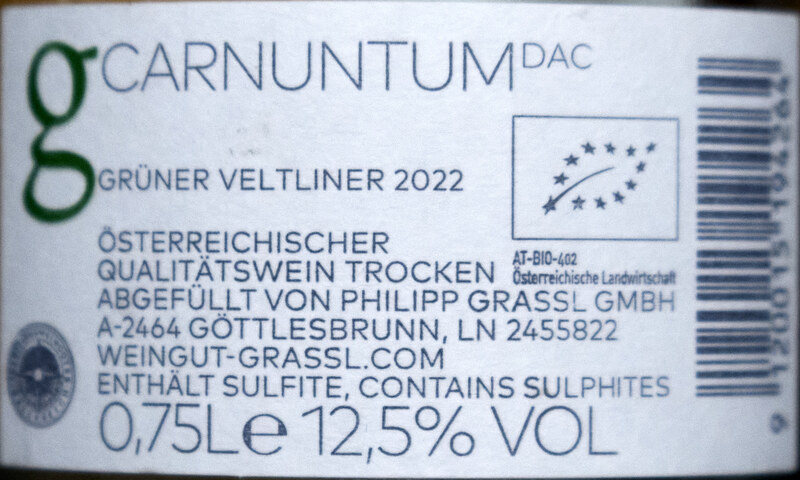 g CARNUNTUM DAC
GRÜNER VELTLINER 2022
ÖSTERREICHISCHER
QUALITÄTSWEIN TROCKEN
AT-BIO-402
Österreichische Landwirtschaft
ABGEFÜLLT VON PHILIPP GRASSL GMBH
A-2464 GÖTTLESBRUNN, LN 2455822
WEINGUT-GRASSL.COM
ENTHÄLT SULFITE, CONTAINS SULPHITES
0,75L e 12,5% VOL